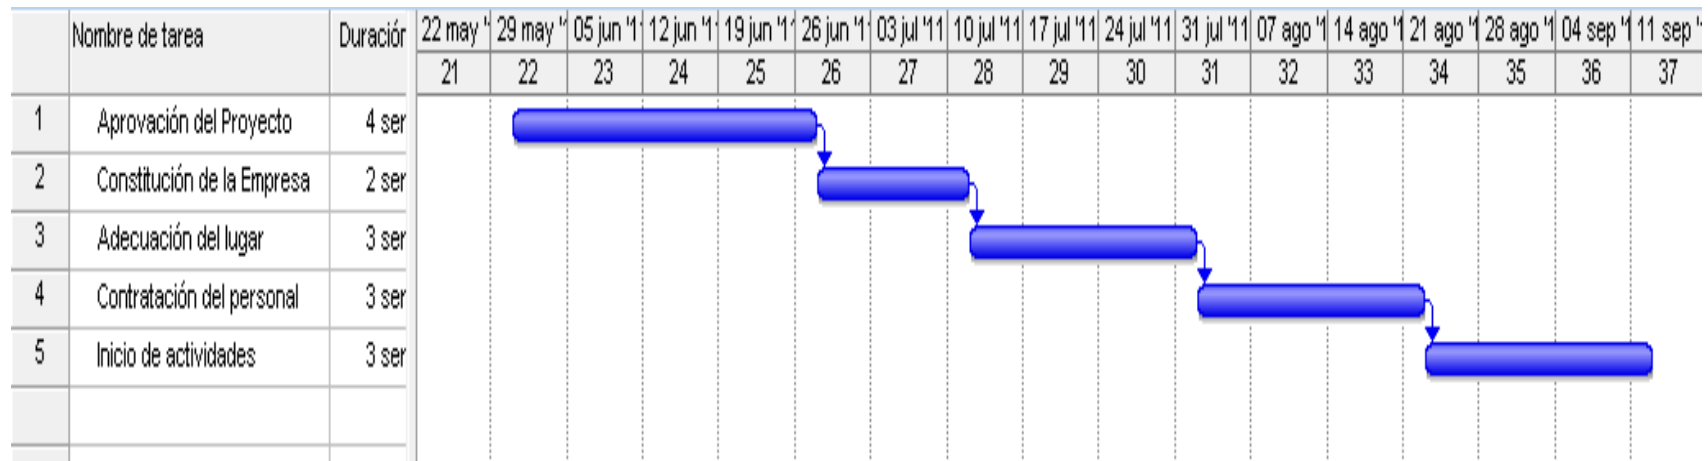 Nombre de tarea Duración 22 may '1 29 may '1 05 jun '1 12 jun '1 19 jun '1 26 jun '1 03 jul '11 10 jul '11 17 jul '11 24 jul '11 31 jul '11 07 ago '1 14 ago '1 21 ago '1 28 ago '1 04 sep '1 11 sep '
21 22 23 24 25 26 27 28 29 30 31 32 33 34 35 36 37
1 Aprovación del Proyecto 4 ser
2 Constitución de la Empresa 2 ser
3 Adecuación del lugar 3 ser
4 Contratación del personal 3 ser
5 Inicio de actividades 3 ser